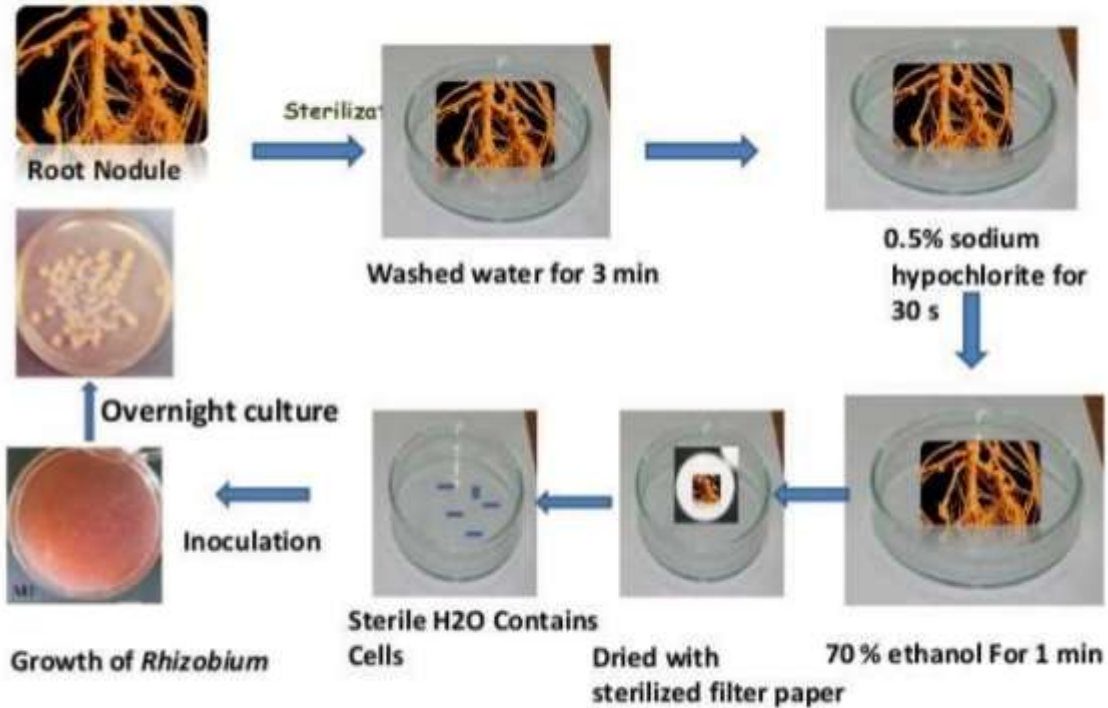 Root Nodule
Washed water for 3 min
0.5% sodium
hypochlorite for
30 s
70 % ethanol For 1 min
Dried with
sterilized filter paper
Sterile H2O Contains
Cells
Inoculation
Growth of Rhizobium
Overnight culture